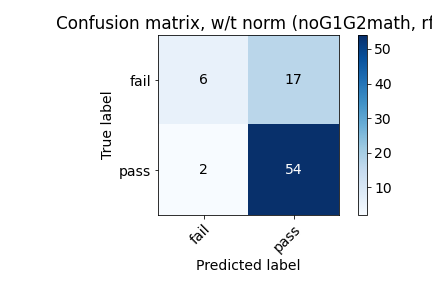 Confusion matrix, w/t norm (noG1G2math, rf
True label
fail
6
17
pass
2
54
fail
pass
Predicted label
50
40
30
20
10